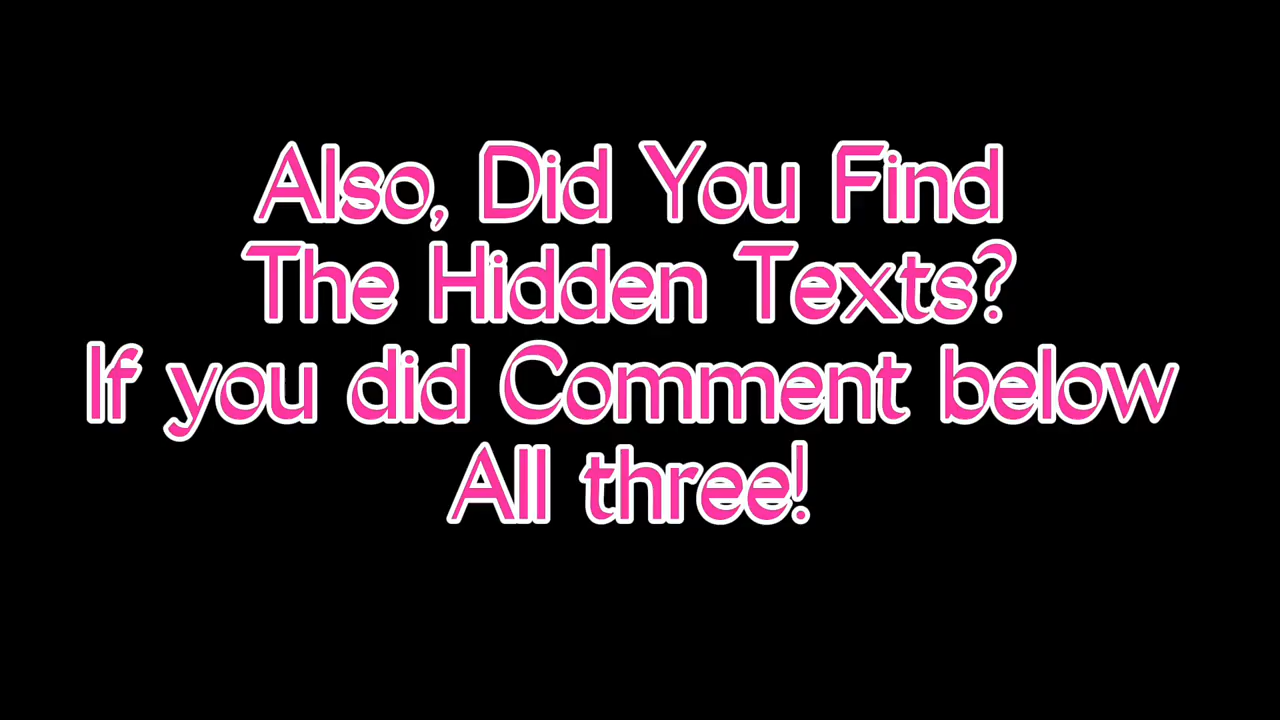 Also, Did You Find
The Hidden Texts?
If you did Comment below
All three!